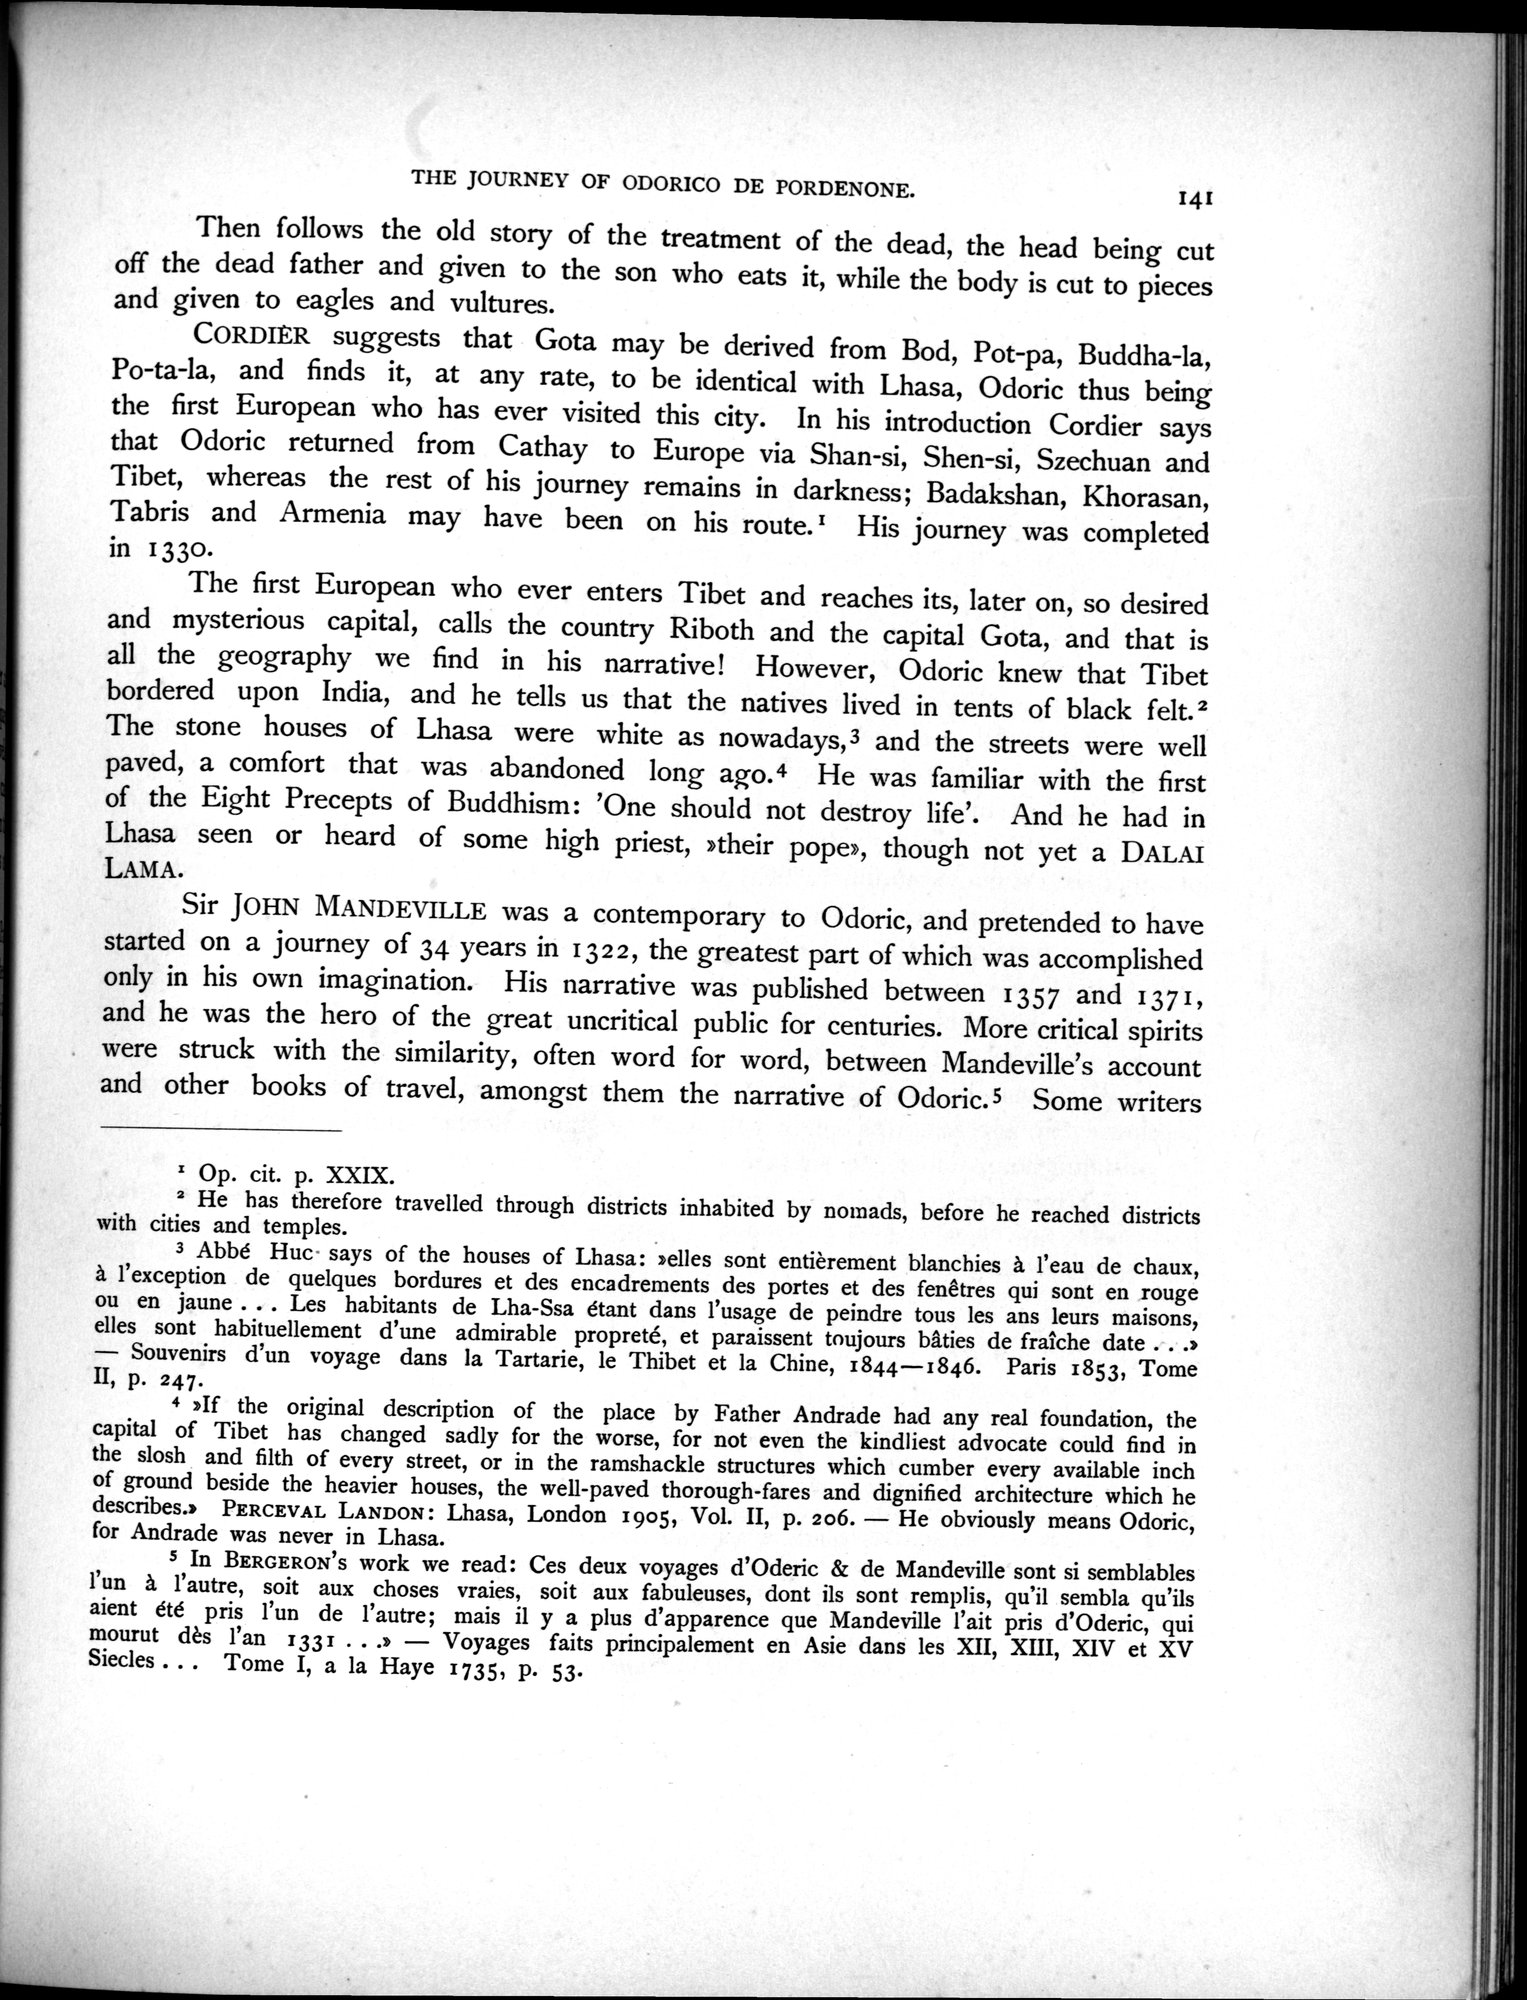 THE JOURNEY OF ODORICO DE PORDENONE.
141
Then follows the old story of the treatment of the dead, the head being cut
off the dead father and given to the son who eats it, while the body is cut to pieces
and given to eagles and vultures.
CORDIER suggests that Gota may be derived from Bod, Pot-pa, Buddha-la,
Po-ta-la, and finds it, at any rate, to be identical with Lhasa, Odoric thus being
the first European who has ever visited this city. In his introduction Cordier says
that Odoric returned from Cathay to Europe via Shan-si, Shen-si, Szechuan and
Tibet, whereas the rest of his journey remains in darkness; Badakshan, Khorasan,
Tabris and Armenia may have been on his route.¹ His journey was completed
in 1330.
The first European who ever enters Tibet and reaches its, later on, so desired
and mysterious capital, calls the country Riboth and the capital Gota, and that is
all the geography we find in his narrative! However, Odoric knew that Tibet
bordered upon India, and he tells us that the natives lived in tents of black felt.²
The stone houses of Lhasa were white as nowadays,³ and the streets were well
paved, a comfort that was abandoned long ago.⁴ He was familiar with the first
of the Eight Precepts of Buddhism: ’One should not destroy life’. And he had in
Lhasa seen or heard of some high priest, »their pope», though not yet a DALAI
LAMA.
Sir JOHN MANDEVILLE was a contemporary to Odoric, and pretended to have
started on a journey of 34 years in 1322, the greatest part of which was accomplished
only in his own imagination. His narrative was published between 1357 and 1371,
and he was the hero of the great uncritical public for centuries. More critical spirits
were struck with the similarity, often word for word, between Mandeville's account
and other books of travel, amongst them the narrative of Odoric.⁵ Some writers
¹ Op. cit. p. XXIX.
² He has therefore travelled through districts inhabited by nomads, before he reached districts
with cities and temples.
³ Abbé Huc says of the houses of Lhasa: »elles sont entièrement blanchies à l'eau de chaux,
à l'exception de quelques bordures et des encadrements des portes et des fenêtres qui sont en rouge
ou en jaune . . . Les habitants de Lha-Ssa étant dans l'usage de peindre tous les ans leurs maisons,
elles sont habituellement d'une admirable propreté, et paraissent toujours bâties de fraîche date . . .»
— Souvenirs d'un voyage dans la Tartarie, le Thibet et la Chine, 1844—1846. Paris 1853, Tome
II, p. 247.
⁴ »If the original description of the place by Father Andrade had any real foundation, the
capital of Tibet has changed sadly for the worse, for not even the kindliest advocate could find in
the slosh and filth of every street, or in the ramshackle structures which cumber every available inch
of ground beside the heavier houses, the well-paved thorough-fares and dignified architecture which he
describes.» PERCEVAL LANDON: Lhasa, London 1905, Vol. II, p. 206. — He obviously means Odoric,
for Andrade was never in Lhasa.
⁵ In BERGERON's work we read: Ces deux voyages d'Oderic & de Mandeville sont si semblables
l'un à l'autre, soit aux choses vraies, soit aux fabuleuses, dont ils sont remplis, qu'il sembla qu'ils
aient été pris l'un de l'autre; mais il y a plus d'apparence que Mandeville l'ait pris d'Oderic, qui
mourut dès l'an 1331 . . .» — Voyages faits principalement en Asie dans les XII, XIII, XIV et XV
Siecles . . . Tome I, a la Haye 1735, p. 53.